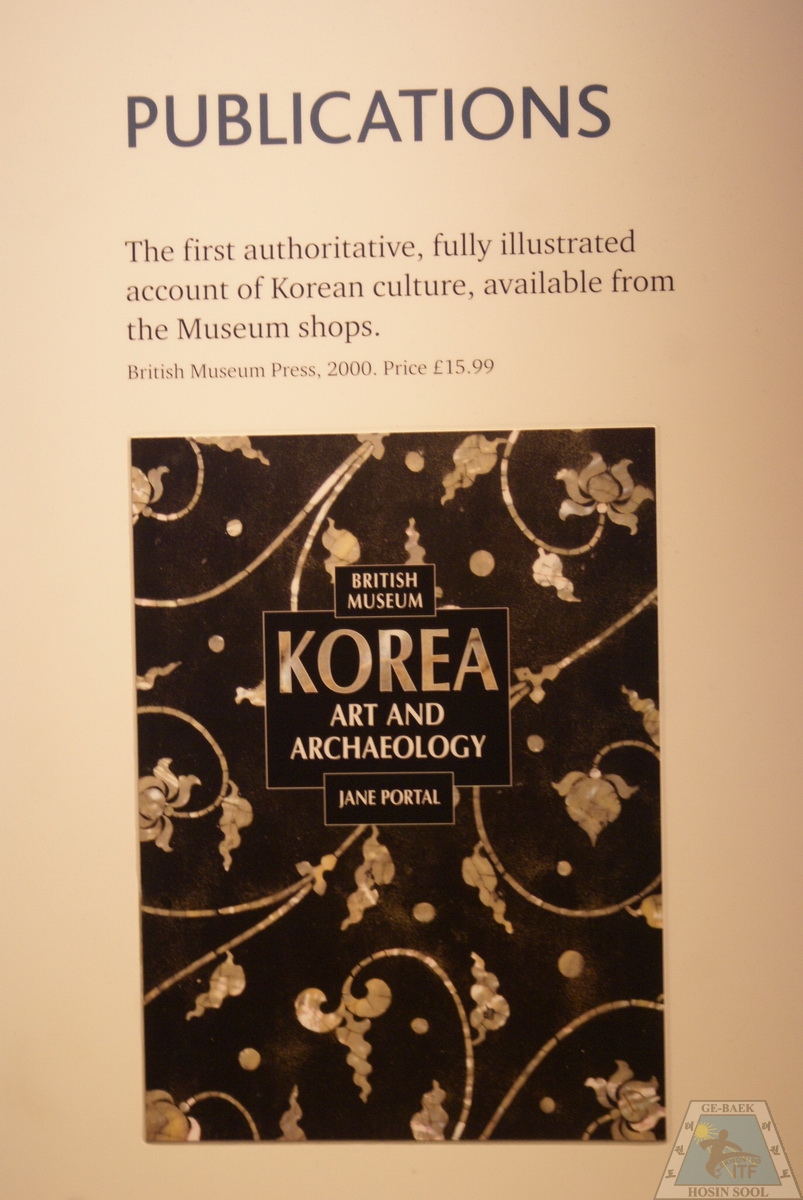 PUBLICATIONS
The first authoritative, fully illustrated
account of Korean culture, available from
the Museum shops.
British Museum Press, 2000. Price £15.99
BRITISH
MUSEUM
KOREA
ART AND
ARCHAEOLOGY
JANE PORTAL
GE-BAEK
ITF
HOSIN SOOL